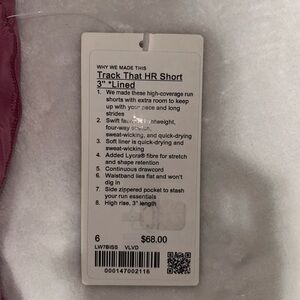 WHY WE MADE THIS
Track That HR Short
3" *Lined
1. We made these high-coverage run
shorts with extra room to keep
up with your pace and long
strides
2. Swift lightweight,
four-way stretch,
sweat-wicking, and quick-drying
3. Soft liner is quick-drying and
sweat-wicking
4. Added Lycra® fibre for stretch
and shape retention
5. Continuous drawcord
6. Waistband lies flat and won't
dig in
7. Side zippered pocket to stash
your run essentials
8. High rise, 3" length
6 $68.00
LW7BISS VLVD
000147002116